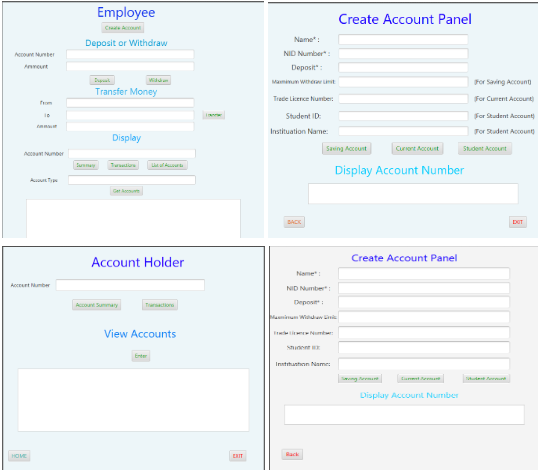 Employee
Create Account
Deposit or Withdraw
Account Number
Ammount
Deposit Withdraw
Transfer Money
From
To Transfer
Amount
Display
Account Number
Summary Transactions List of Accounts
Account Type
Get Accounts
Create Account Panel
Name* :
NID Number* :
Deposit* :
Maximum Withdraw Limit: (For Saving Account)
Trade Licence Number: (For Current Account)
Student ID: (For Student Account)
Instituation Name: (For Student Account)
Saving Account Current Account Student Account
Display Account Number
BACK EXIT
Account Holder
Account Number
Account Summary Transactions
View Accounts
Enter
HOME EXIT
Create Account Panel
Name* :
NID Number* :
Deposit* :
Maximum Withdraw Limit:
Trade Licence Number:
Student ID:
Instituation Name:
Saving Account Current Account Student Account
Display Account Number
Back